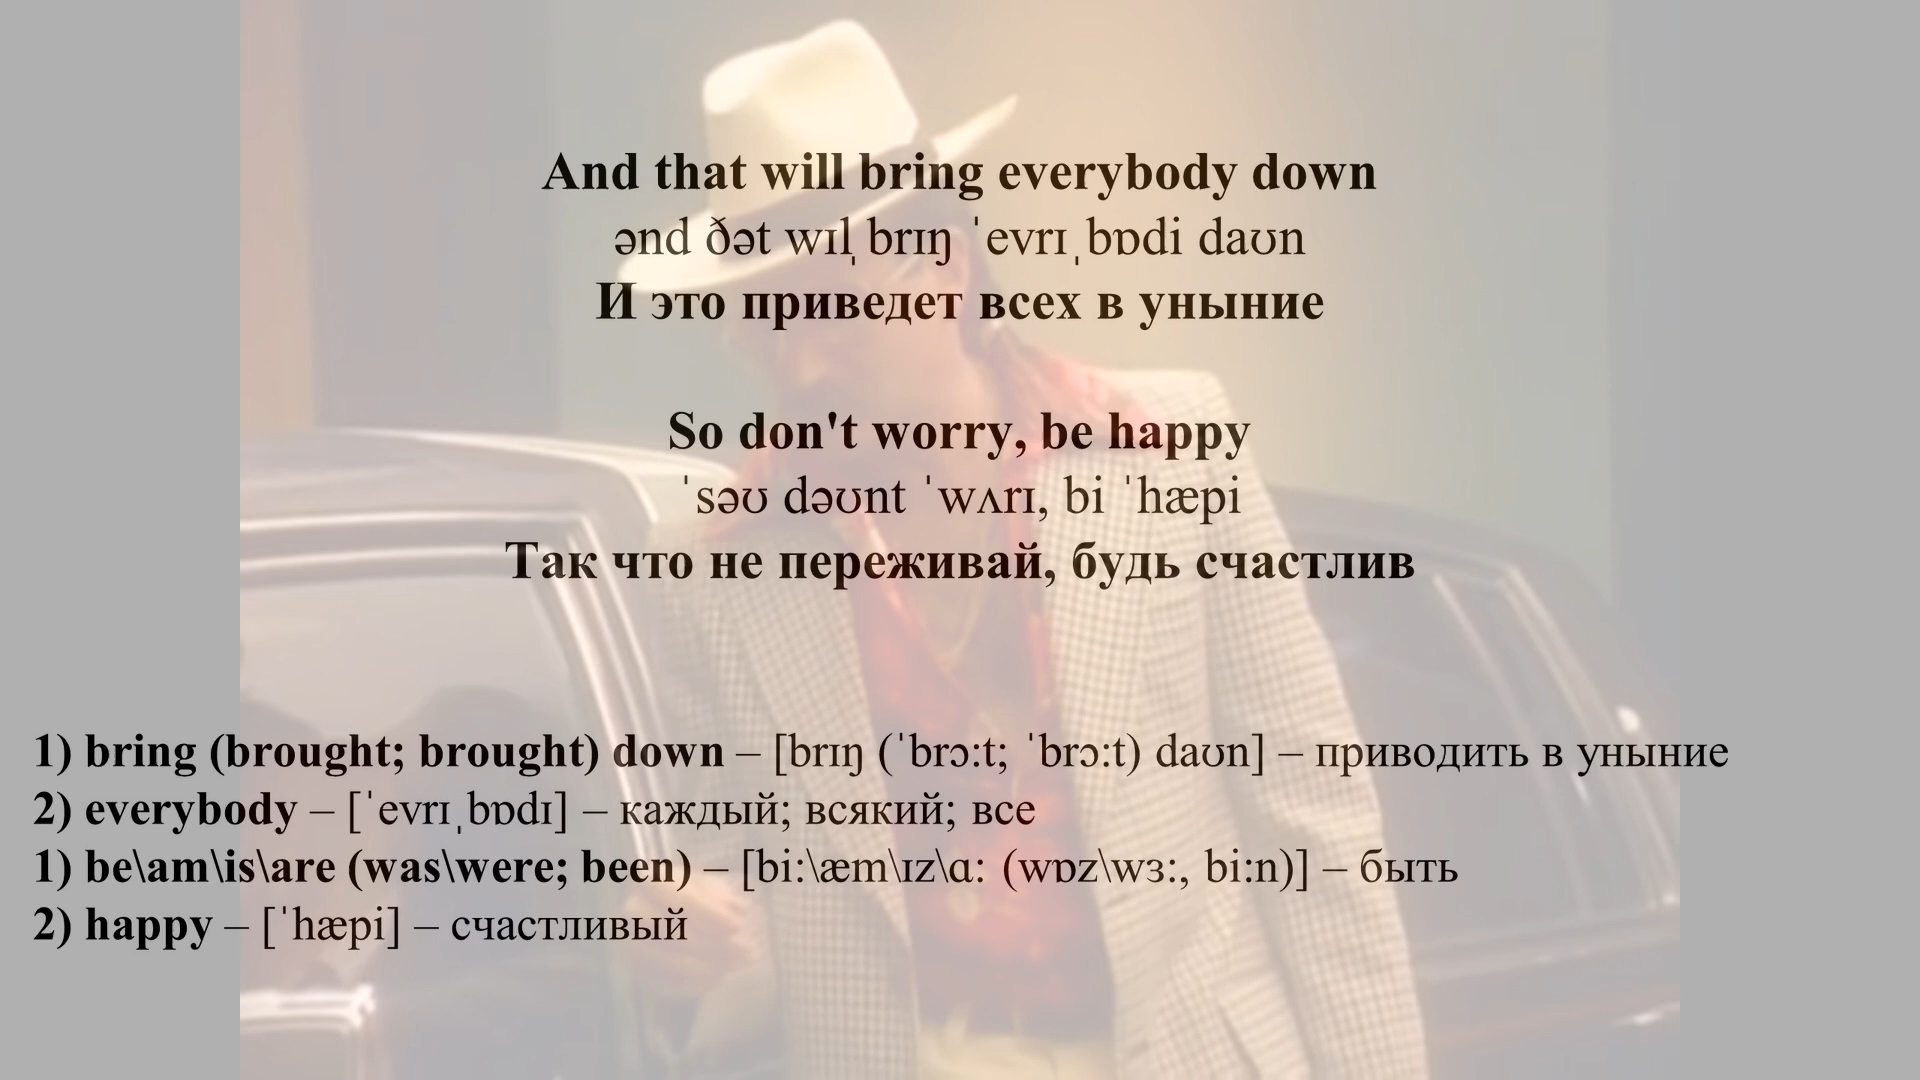 And that will bring everybody down
ənd ðət wɪl̩ brɪŋ ˈevrɪˌbɒdi daʊn
И это приведет всех в уныние
So don't worry, be happy
ˈsəʊ dəʊnt ˈwʌrɪ, bi ˈhæpi
Так что не переживай, будь счастлив
1) bring (brought; brought) down – [brɪŋ (ˈbrɔ:t; ˈbrɔ:t) daʊn] – приводить в уныние
2) everybody – [ˈevrɪˌbɒdɪ] – каждый; всякий; все
1) be\am\is\are (was\were; been) – [bi:\æm\ɪz\ɑ: (wɒz\wɜ:, bi:n)] – быть
2) happy – [ˈhæpi] – счастливый